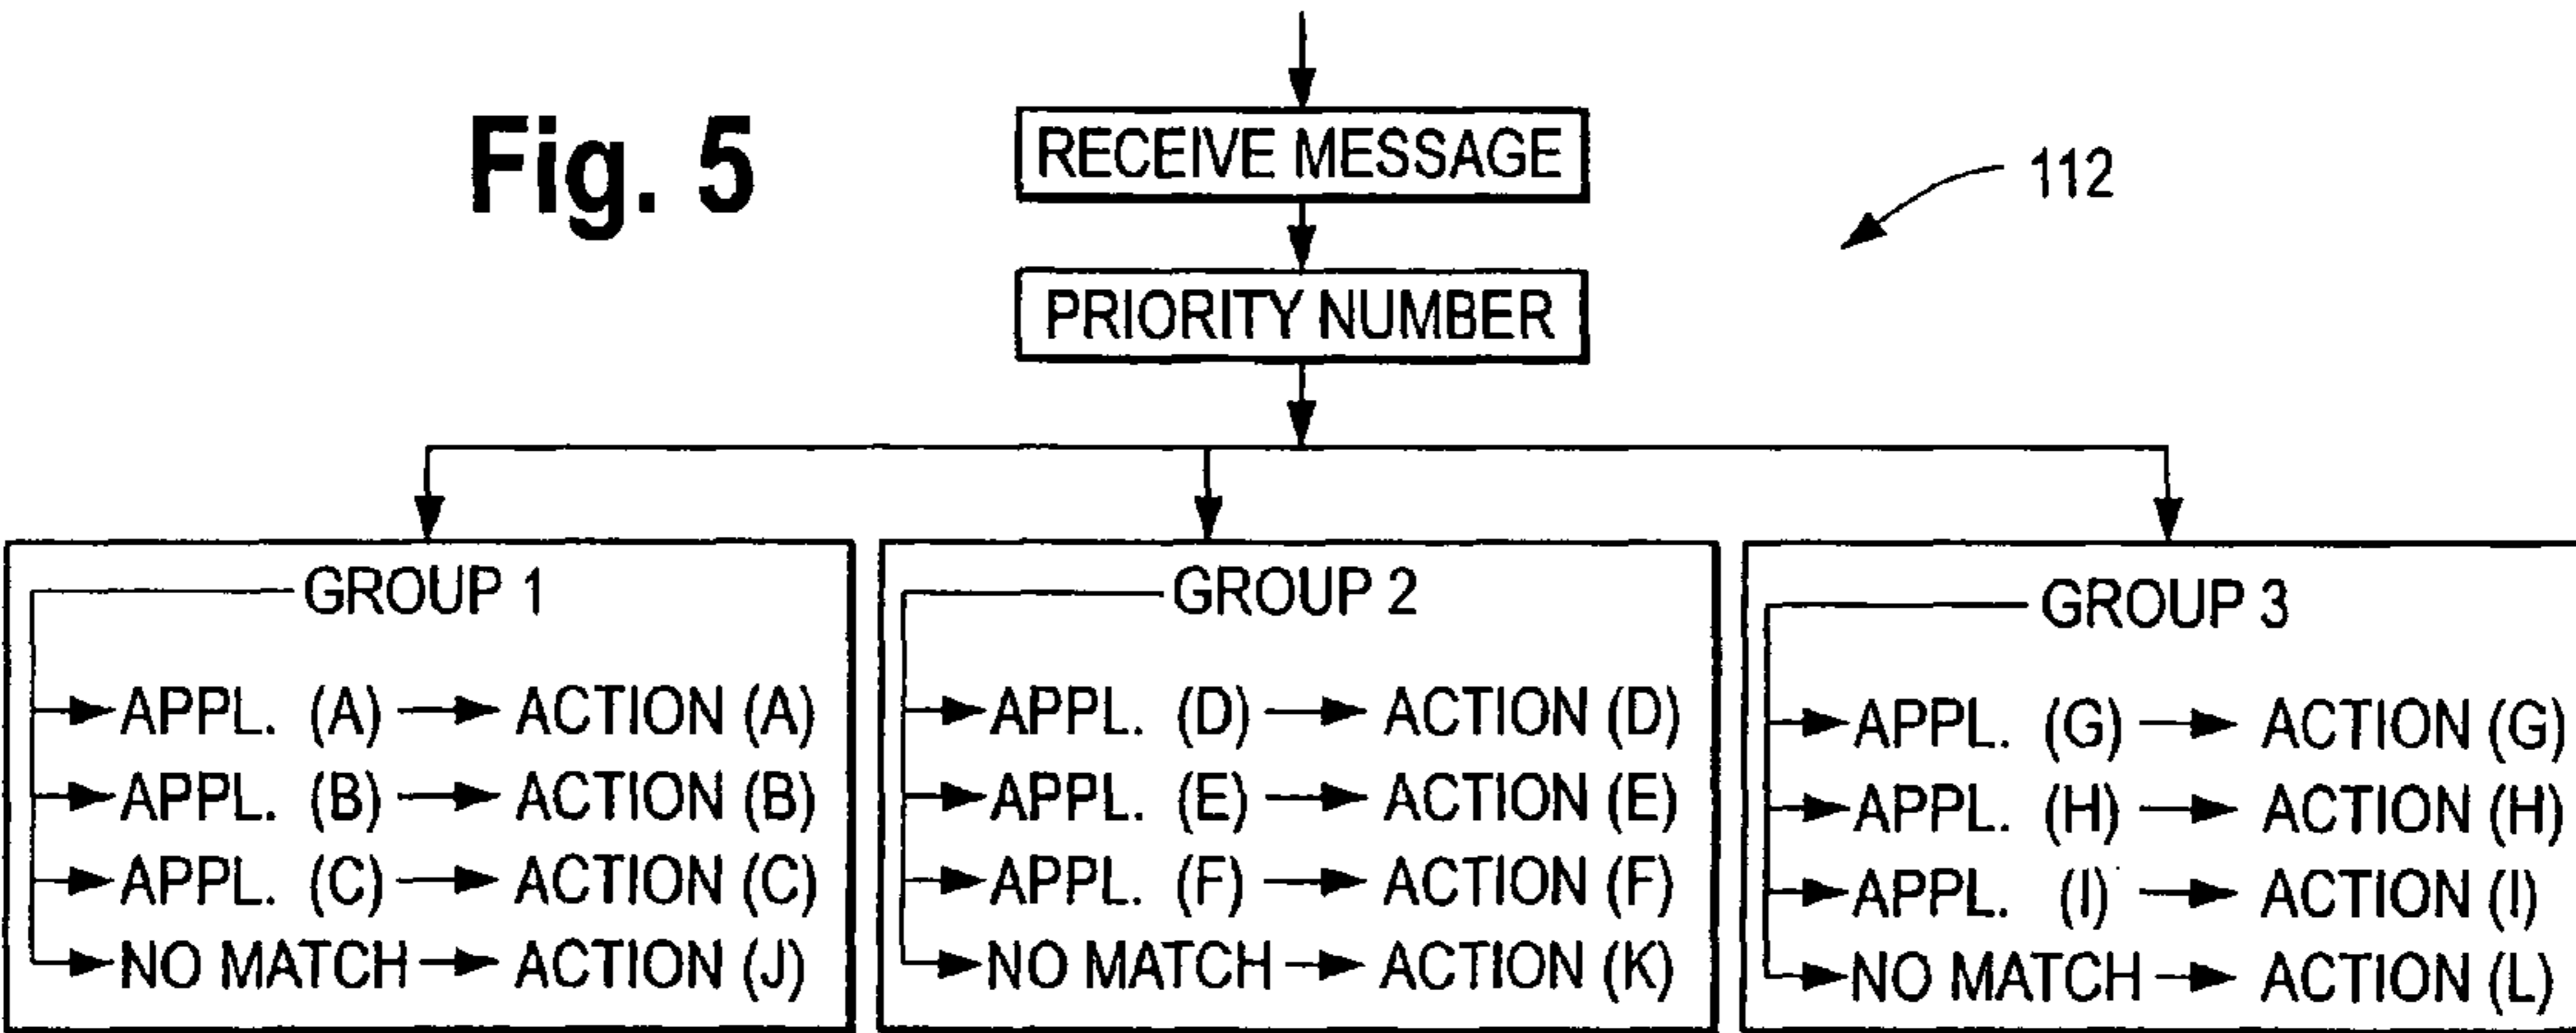 Fig. 5
RECEIVE MESSAGE
112
PRIORITY NUMBER
GROUP 1
APPL. (A) ACTION (A)
APPL. (B) ACTION (B)
APPL. (C) ACTION (C)
NO MATCH ACTION (J)
GROUP 2
APPL. (D) ACTION (D)
APPL. (E) ACTION (E)
APPL. (F) ACTION (F)
NO MATCH ACTION (K)
GROUP 3
APPL. (G) ACTION (G)
APPL. (H) ACTION (H)
APPL. (I) ACTION (I)
NO MATCH ACTION (L)